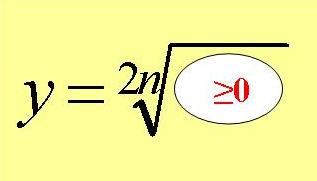 y = 2n√ ≥0